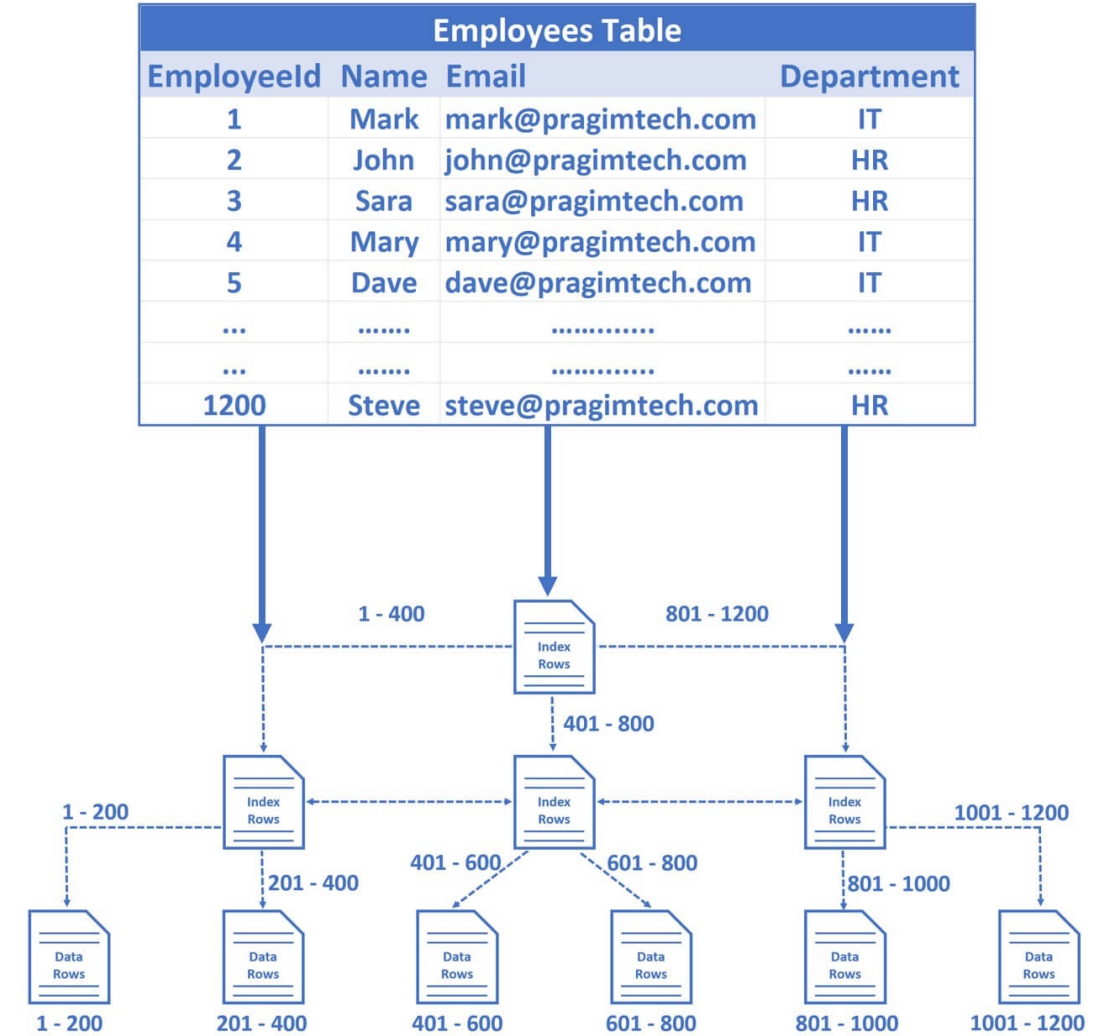 Employees Table
EmployeeId Name Email Department
1 Mark mark@pragimtech.com IT
2 John john@pragimtech.com HR
3 Sara sara@pragimtech.com HR
4 Mary mary@pragimtech.com IT
5 Dave dave@pragimtech.com IT
... ....... ............. ......
... ....... ............. ......
1200 Steve steve@pragimtech.com HR
1 - 400 801 - 1200
Index
Rows
401 - 800
Index Index Index
Rows Rows Rows
1 - 200 1001 - 1200
401 - 600 601 - 800
201 - 400 801 - 1000
Data Data Data Data Data Data
Rows Rows Rows Rows Rows Rows
1 - 200 201 - 400 401 - 600 601 - 800 801 - 1000 1001 - 1200